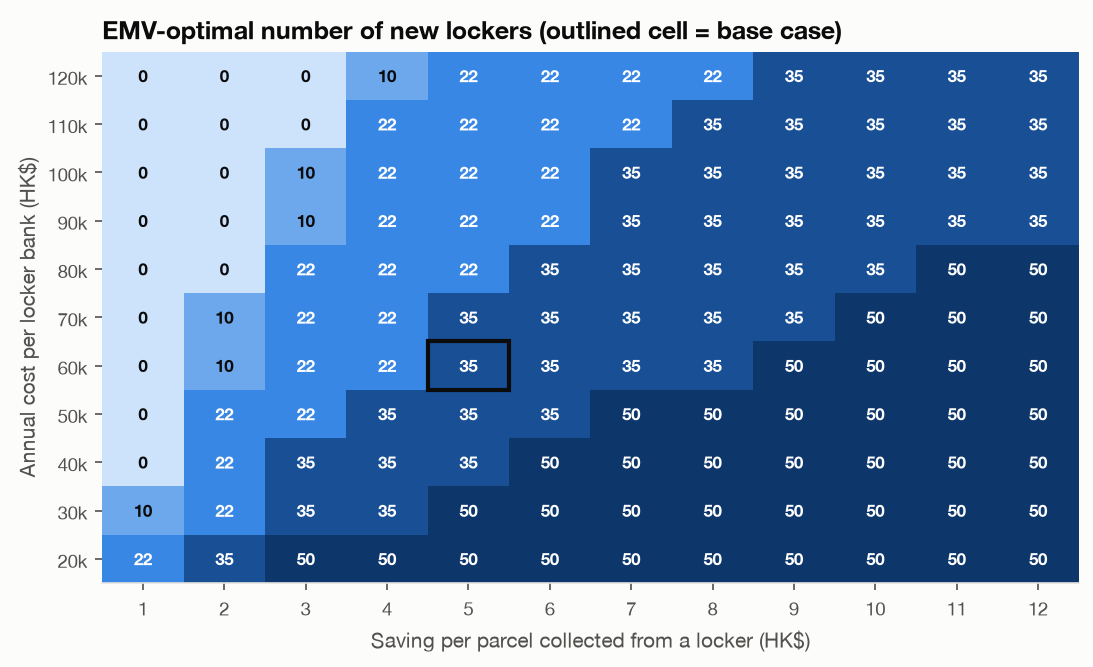 EMV-optimal number of new lockers (outlined cell = base case)
Annual cost per locker bank (HK$)
120k 0 0 0 10 22 22 22 22 35 35 35 35
110k 0 0 0 22 22 22 22 35 35 35 35 35
100k 0 0 10 22 22 22 35 35 35 35 35 35
90k 0 0 10 22 22 22 35 35 35 35 35 35
80k 0 0 22 22 22 35 35 35 35 35 50 50
70k 0 10 22 22 35 35 35 35 35 50 50 50
60k 0 10 22 22 35 35 35 35 50 50 50 50
50k 0 22 22 35 35 35 50 50 50 50 50 50
40k 0 22 35 35 35 50 50 50 50 50 50 50
30k 10 22 35 35 50 50 50 50 50 50 50 50
20k 22 35 50 50 50 50 50 50 50 50 50 50
1 2 3 4 5 6 7 8 9 10 11 12
Saving per parcel collected from a locker (HK$)